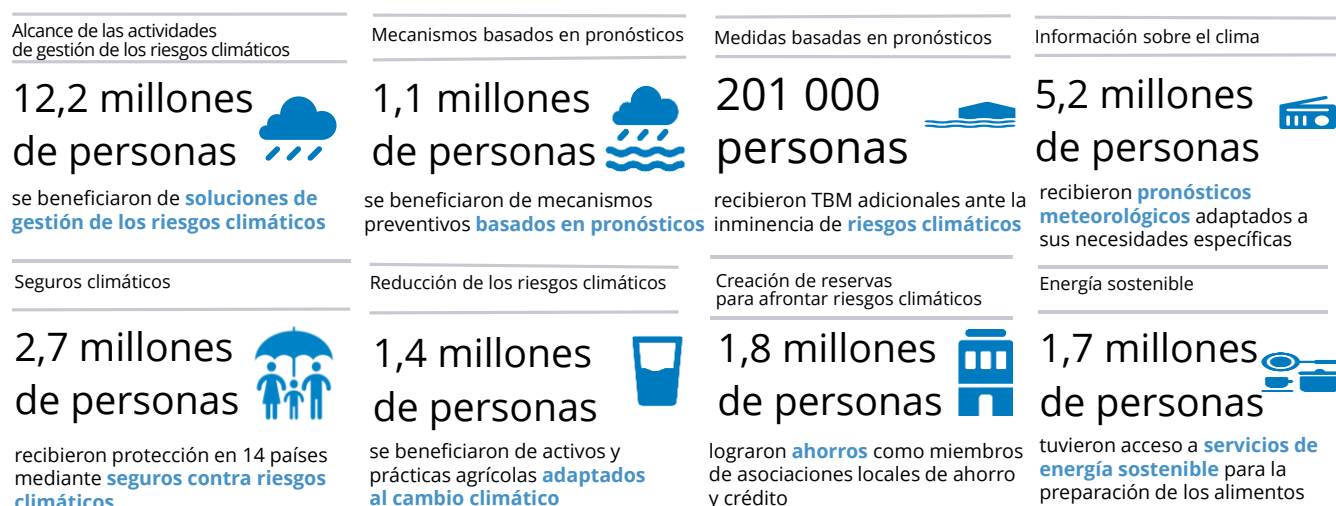 Alcance de las actividades
de gestión de los riesgos climáticos
12,2 millones
de personas
se beneficiaron de soluciones de
gestión de los riesgos climáticos
Mecanismos basados en pronósticos
1,1 millones
de personas
se beneficiaron de mecanismos
preventivos basados en pronósticos
Medidas basadas en pronósticos
201 000
personas
recibieron TBM adicionales ante la
inminencia de riesgos climáticos
Información sobre el clima
5,2 millones
de personas
recibieron pronósticos
meteorológicos adaptados a
sus necesidades específicas
Seguros climáticos
2,7 millones
de personas
recibieron protección en 14 países
mediante seguros contra riesgos
climáticos
Reducción de los riesgos climáticos
1,4 millones
de personas
se beneficiaron de activos y
prácticas agrícolas adaptados
al cambio climático
Creación de reservas
para afrontar riesgos climáticos
1,8 millones
de personas
lograron ahorros como miembros
de asociaciones locales de ahorro
y crédito
Energía sostenible
1,7 millones
de personas
tuvieron acceso a servicios de
energía sostenible para la
preparación de los alimentos